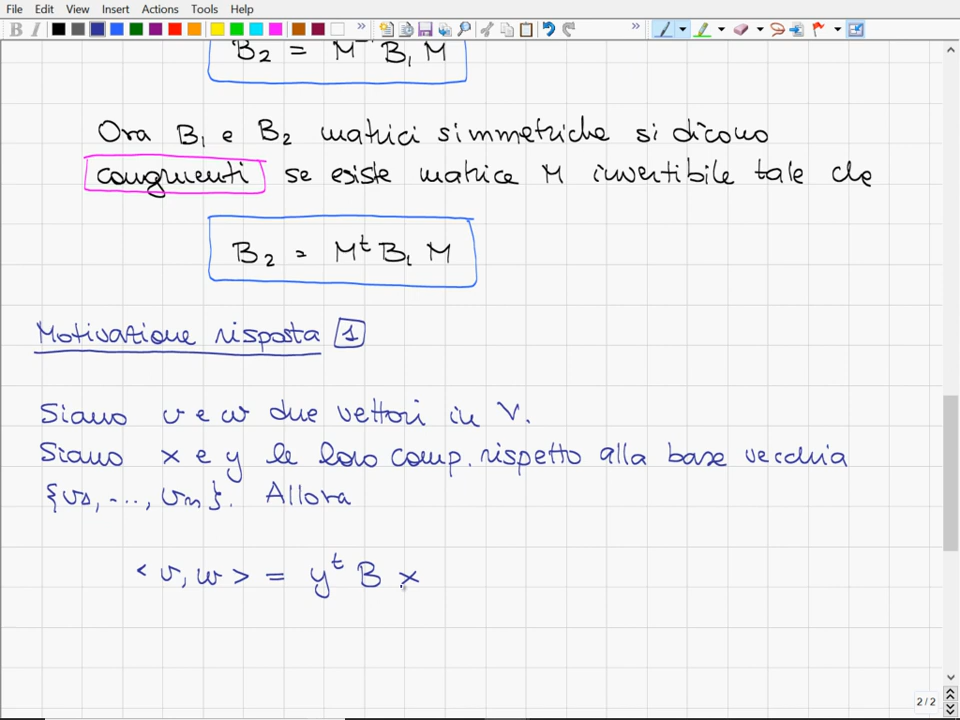 File Edit View Insert Actions Tools Help
B I
B₂ = M⁻ B₁ M
Ora B₁ e B₂ matrici simmetriche si dicono
congruenti se existe matrice M invertibile tale che
B₂ = Mᵗ B₁ M
Motivazione risposta 1
Siano v e w due vettori in V.
Siano x e y le loro comp. rispetto alla base vecchia
{v₁, ..., vₙ}. Allora
<v, w> = yᵗ B x
2 / 2